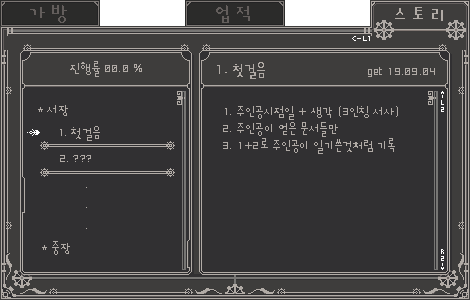 가방
업적
스토리
<-L1
진행률 00.0 %
* 서장
1. 첫걸음
2. ???
.
.
.
* 중장
1. 첫걸음
get 19.09.04
L2
1. 주인공시점일 + 생각 (3인칭 서사)
2. 주인공이 얻은 문서들만
3. 1+2로 주인공이 일기쓴것처럼 기록
R2